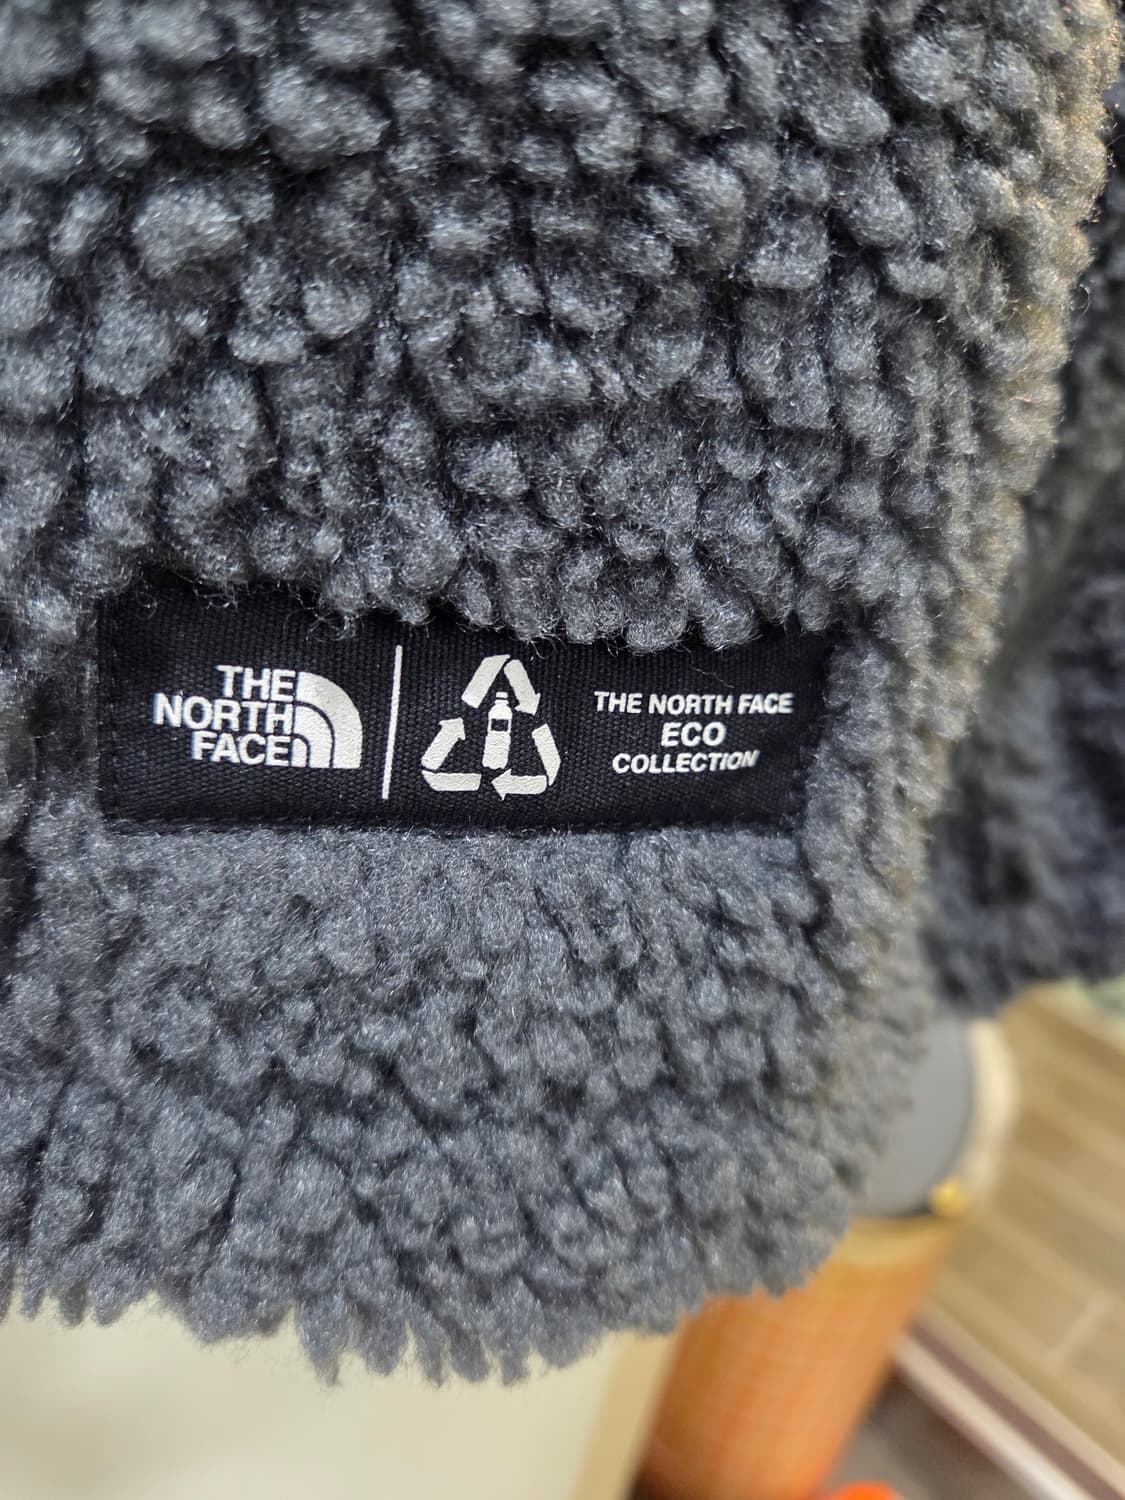 THE
NORTH
FACE
THE NORTH FACE
ECO
COLLECTION